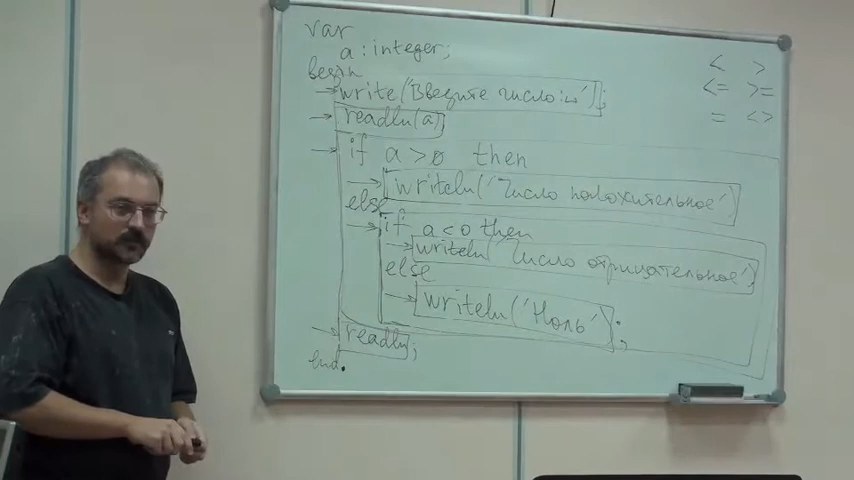 var
a : integer;
begin
write('Введите число: ');
readln(a);
if a > 0 then
writeln('Число положительное')
else
if a < 0 then
writeln('Число отрицательное')
else
writeln('Ноль');
readln;
end.
< >
<= >=
= <>